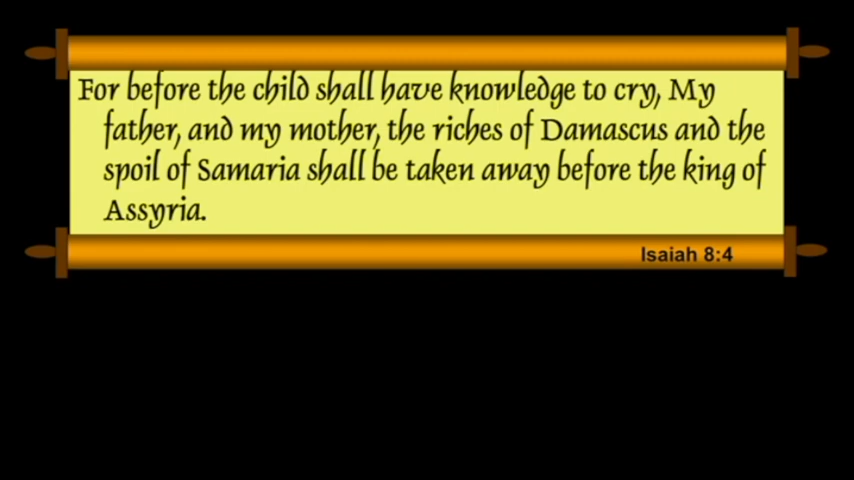 For before the child shall have knowledge to cry, My
father, and my mother, the riches of Damascus and the
spoil of Samaria shall be taken away before the king of
Assyria.
Isaiah 8:4